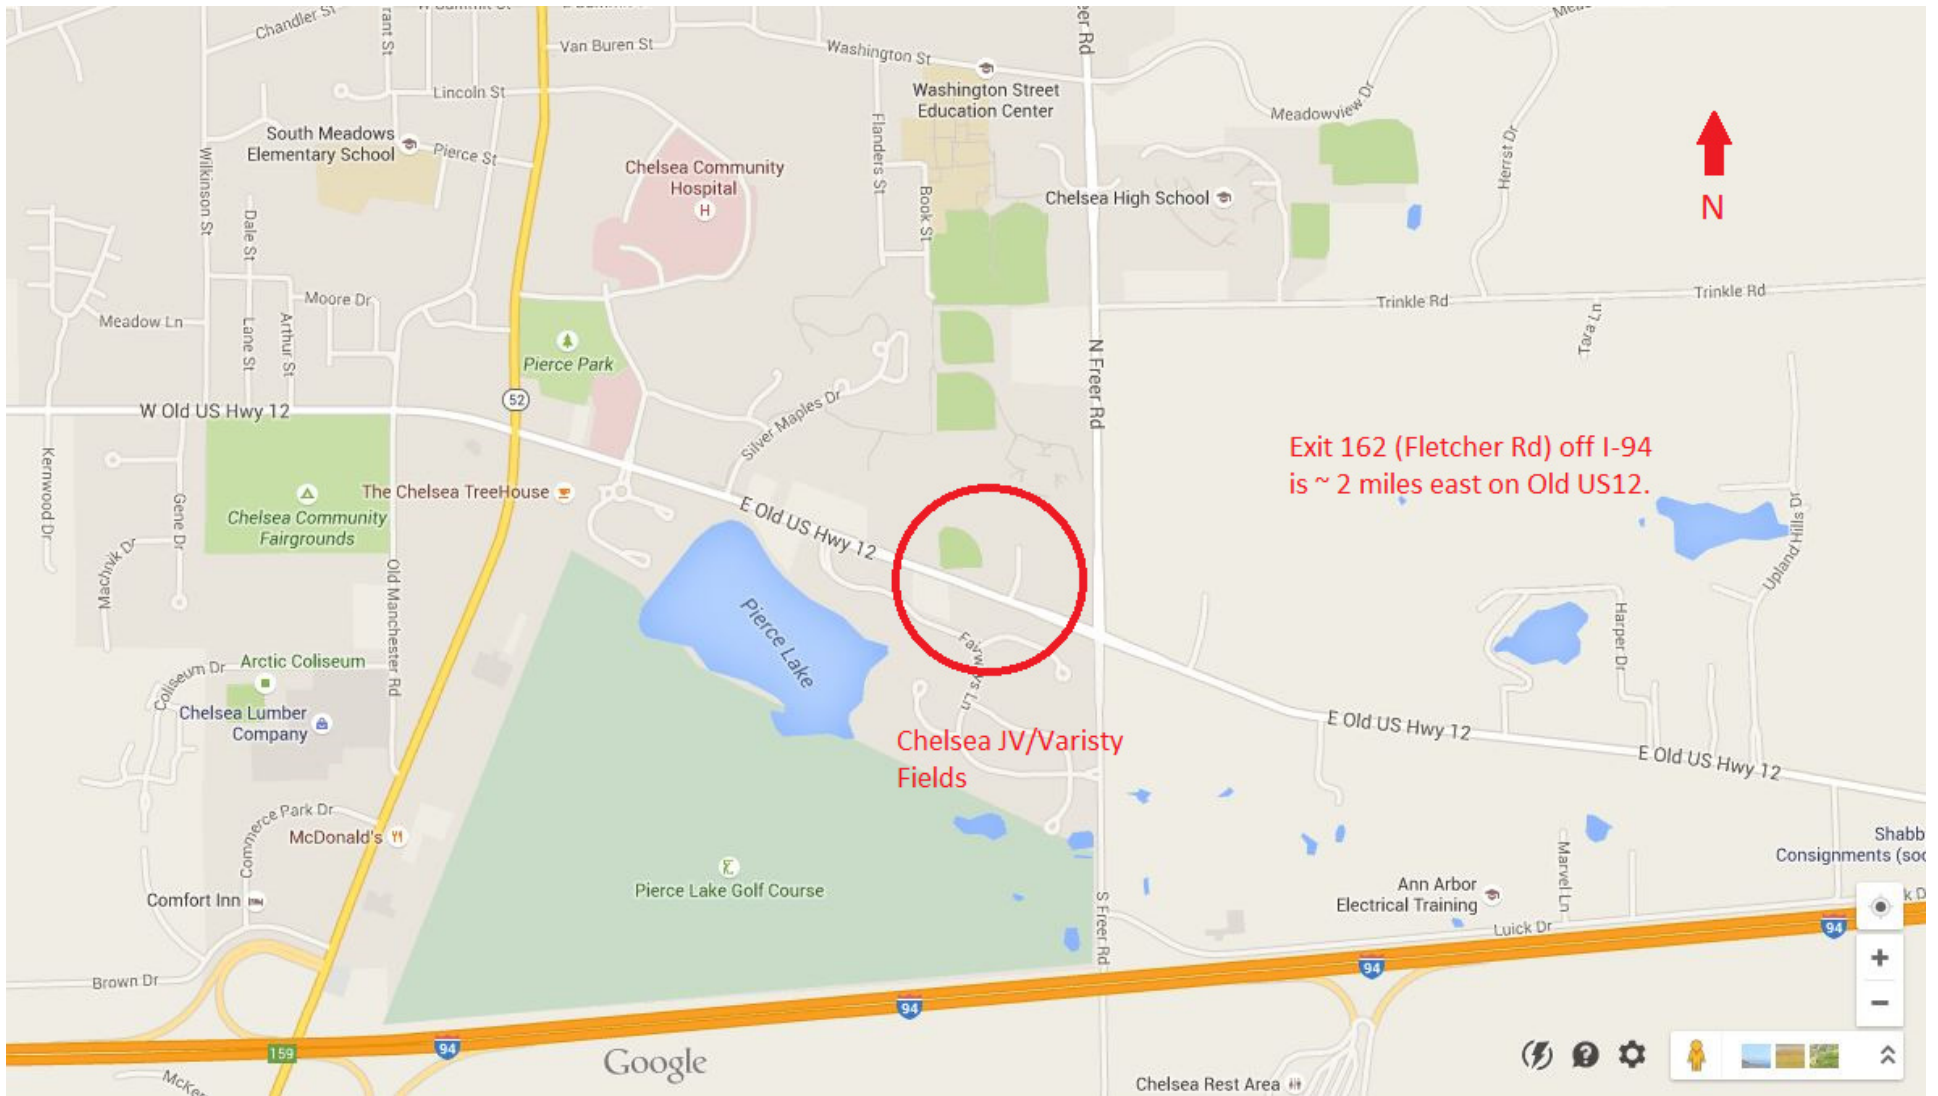 Chandler St
rant St
Van Buren St
Washington St
er Rd
Lincoln St
Washington Street
Education Center
Meadowview Dr
Herrst Dr
N
South Meadows
Elementary School
Pierce St
Wilkinson St
Chelsea Community
Hospital
H
Flanders St
Book St
Chelsea High School
Dale St
Moore Dr
Meadow Ln
Lane St
Arthur St
Pierce Park
Trinkle Rd
Trinkle Rd
Tara Ln
N Freer Rd
52
W Old US Hwy 12
Silver Maples Dr
Exit 162 (Fletcher Rd) off I-94
is ~ 2 miles east on Old US12.
Kernwood Dr
Gene Dr
The Chelsea TreeHouse
Chelsea Community
Fairgrounds
E Old US Hwy 12
Upland Hills Dr
Machnik Dr
Old Manchester Rd
Pierce Lake
Harper Dr
Fairways Ln
Coliseum Dr
Arctic Coliseum
Chelsea Lumber
Company
Chelsea JV/Varisty
Fields
E Old US Hwy 12
E Old US Hwy 12
Commerce Park Dr
McDonald's
Shabb
Consignments (soc
Marvel Ln
Pierce Lake Golf Course
Ann Arbor
Electrical Training
Comfort Inn
S Freer Rd
Luick Dr
k D
94
94
94
94
Brown Dr
159
Google
McKe
Chelsea Rest Area